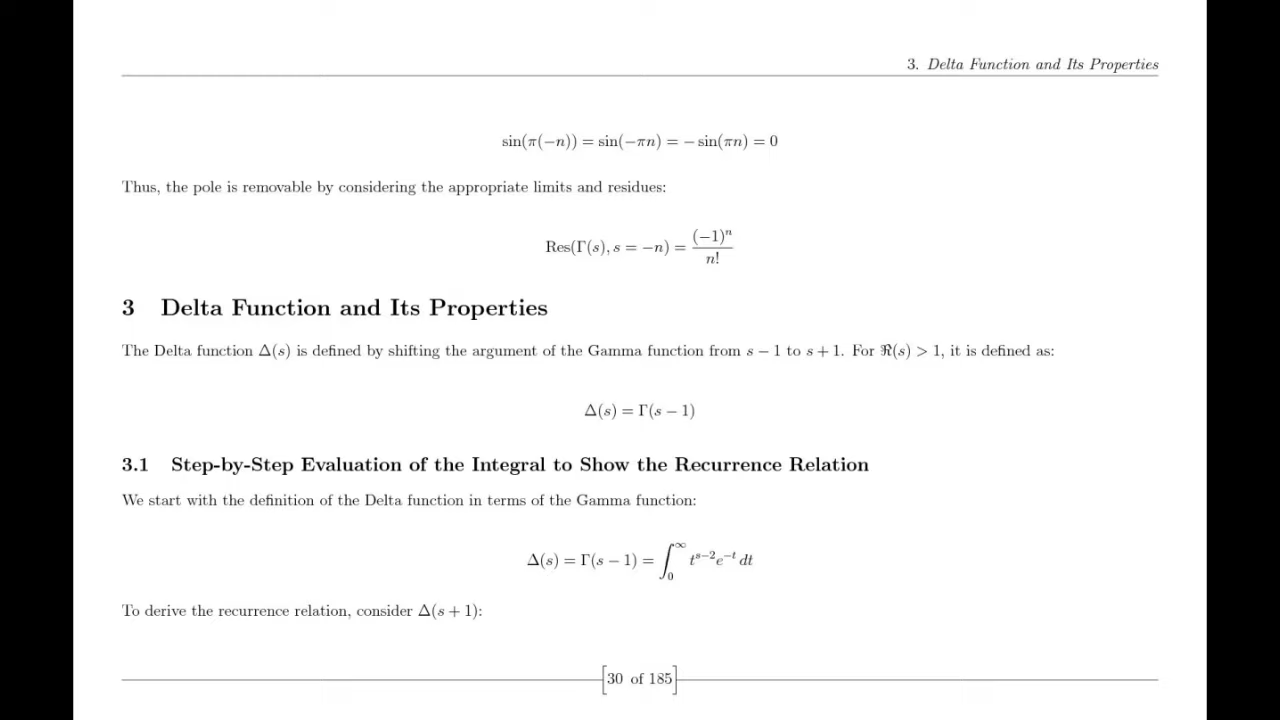 3. Delta Function and Its Properties
sin(π(−n)) = sin(−πn) = − sin(πn) = 0
Thus, the pole is removable by considering the appropriate limits and residues:
Res(Γ(s), s = −n) = (−1)ⁿ / n!
3 Delta Function and Its Properties
The Delta function Δ(s) is defined by shifting the argument of the Gamma function from s − 1 to s + 1. For ℜ(s) > 1, it is defined as:
Δ(s) = Γ(s − 1)
3.1 Step-by-Step Evaluation of the Integral to Show the Recurrence Relation
We start with the definition of the Delta function in terms of the Gamma function:
Δ(s) = Γ(s − 1) = ∫₀^∞ t^{s−2} e^{−t} dt
To derive the recurrence relation, consider Δ(s + 1):
[30 of 185]